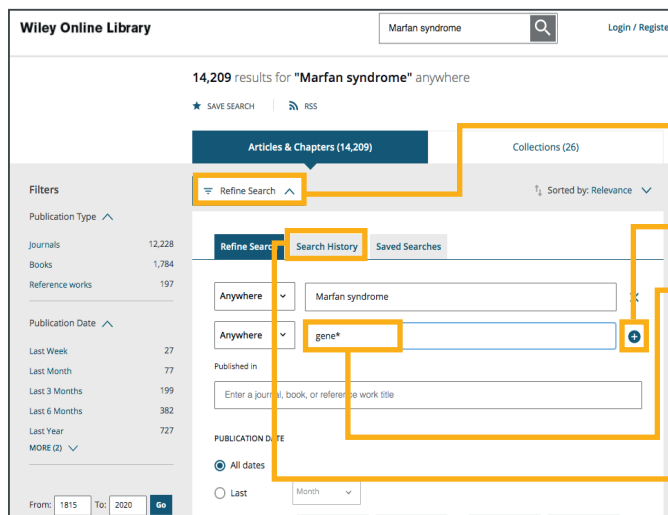 Wiley Online Library
Marfan syndrome
Login / Registe
14,209 results for "Marfan syndrome" anywhere
SAVE SEARCH
RSS
Articles & Chapters (14,209)
Collections (26)
Filters
Refine Search
Sorted by: Relevance
Publication Type
Journals 12,228
Books 1,784
Reference works 197
Publication Date
Last Week 27
Last Month 77
Last 3 Months 199
Last 6 Months 382
Last Year 727
MORE (2)
From: 1815 To: 2020 Go
Refine Searc
Search History
Saved Searches
Anywhere Marfan syndrome
Anywhere gene*
Published in
Enter a journal, book, or reference work title
PUBLICATION DATE
All dates
Last Month